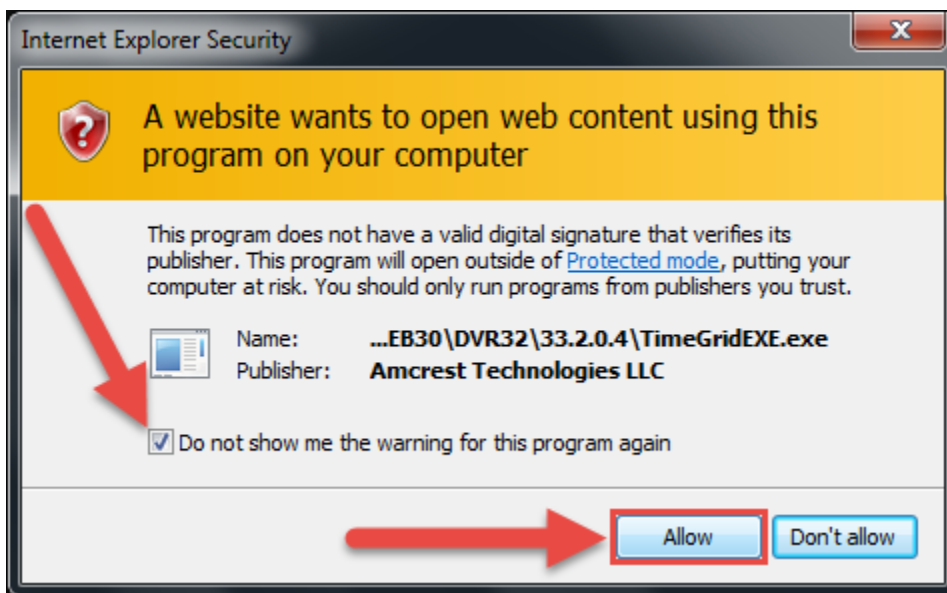 Internet Explorer Security
A website wants to open web content using this
program on your computer
This program does not have a valid digital signature that verifies its
publisher. This program will open outside of Protected mode, putting your
computer at risk. You should only run programs from publishers you trust.
Name: ...EB30\DVR32\33.2.0.4\TimeGridEXE.exe
Publisher: Amcrest Technologies LLC
Do not show me the warning for this program again
Allow Don't allow